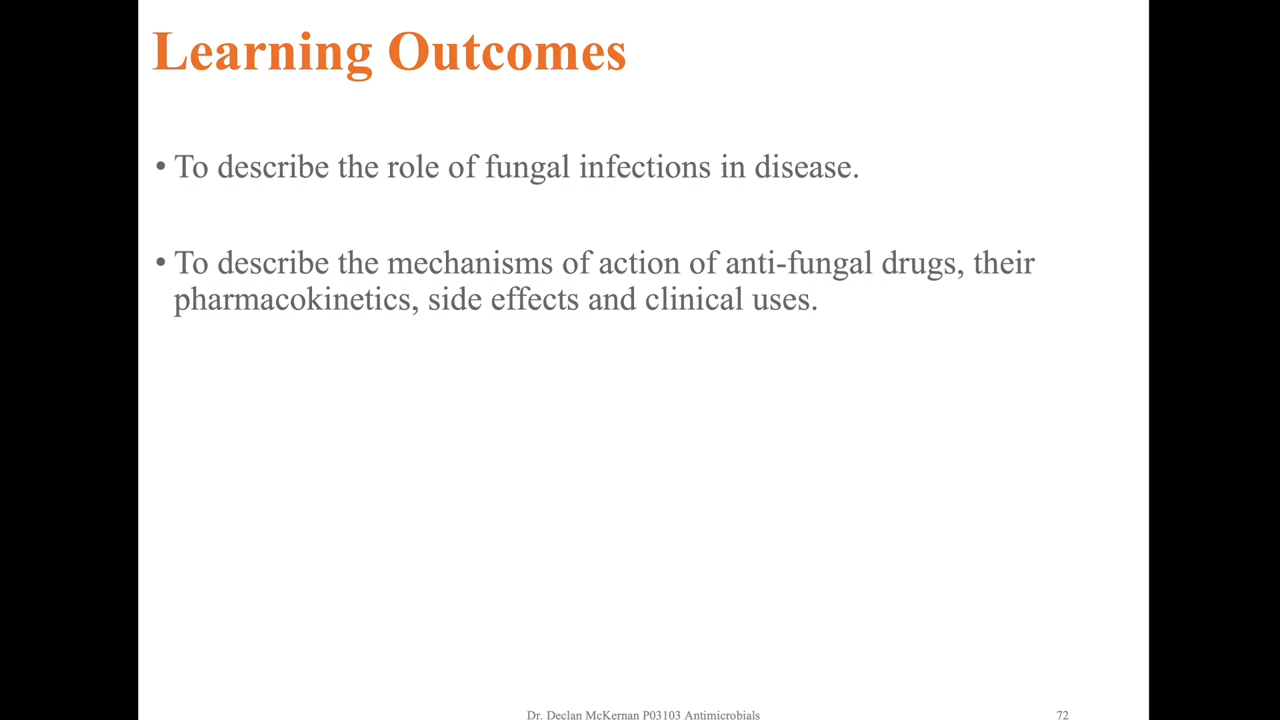 Learning Outcomes
• To describe the role of fungal infections in disease.
• To describe the mechanisms of action of anti-fungal drugs, their
pharmacokinetics, side effects and clinical uses.
Dr. Declan McKernan P03103 Antimicrobials
72